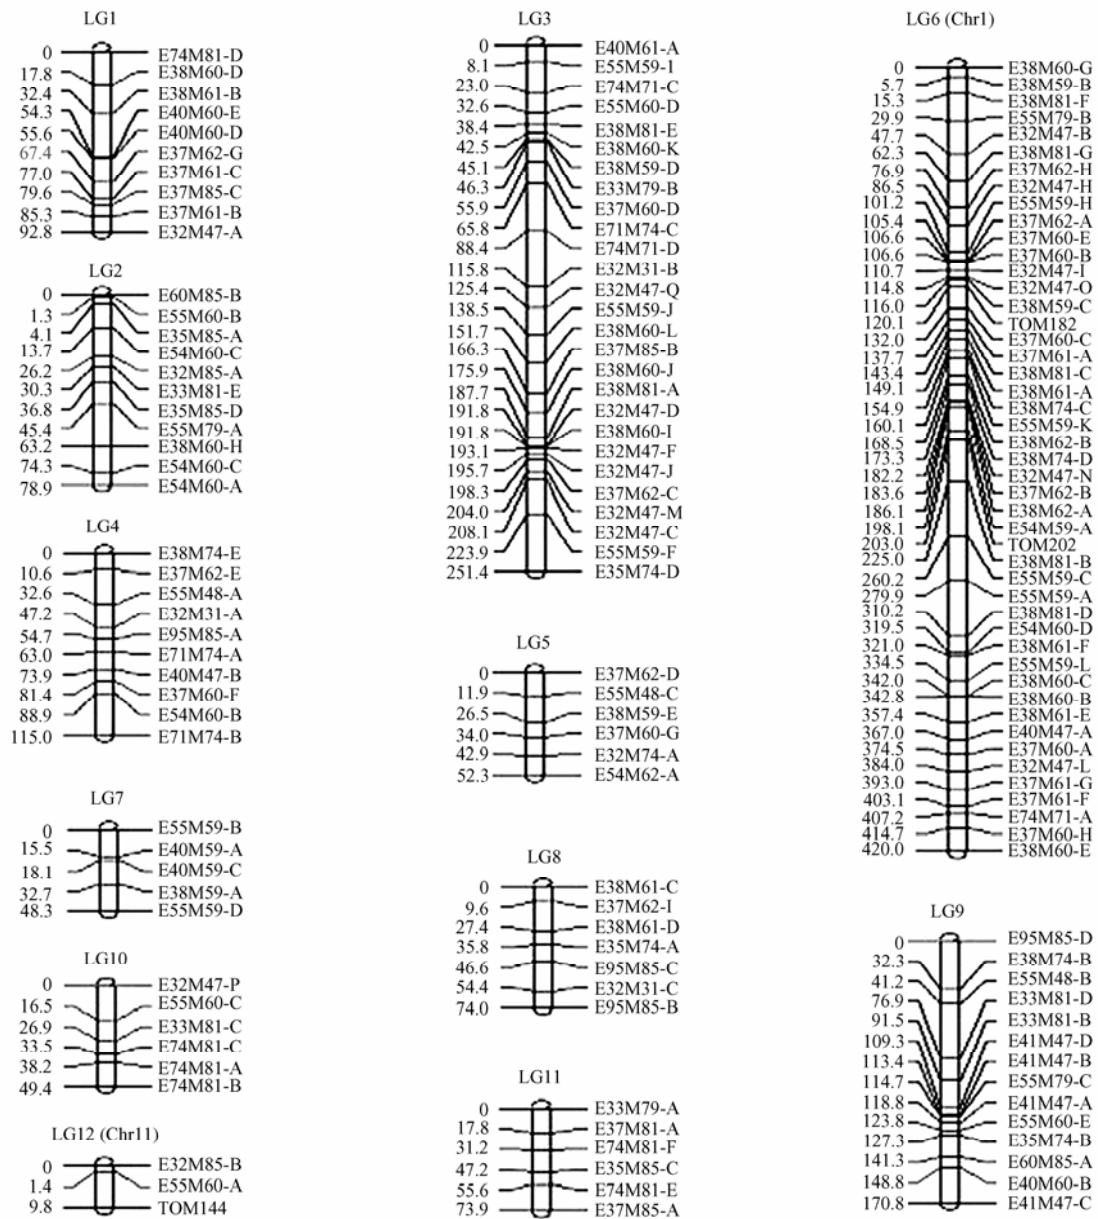 LG1
0 E74M81-D
17.8 E38M60-D
32.4 E38M61-B
54.3 E40M60-E
55.6 E40M60-D
67.4 E37M62-G
77.0 E37M61-C
79.6 E37M85-C
85.3 E37M61-B
92.8 E32M47-A
LG2
0 E60M85-B
1.3 E55M60-B
4.1 E35M85-A
13.7 E54M60-C
26.2 E32M85-A
30.3 E33M81-E
36.8 E35M85-D
45.4 E55M79-A
63.2 E38M60-H
74.3 E54M60-C
78.9 E54M60-A
LG4
0 E38M74-E
10.6 E37M62-E
32.6 E55M48-A
47.2 E32M31-A
54.7 E95M85-A
63.0 E71M74-A
73.9 E40M47-B
81.4 E37M60-F
88.9 E54M60-B
115.0 E71M74-B
LG7
0 E55M59-B
15.5 E40M59-A
18.1 E40M59-C
32.7 E38M59-A
48.3 E55M59-D
LG10
0 E32M47-P
16.5 E55M60-C
26.9 E33M81-C
33.5 E74M81-C
38.2 E74M81-A
49.4 E74M81-B
LG12 (Chr11)
0 E32M85-B
1.4 E55M60-A
9.8 TOM144
LG3
0 E40M61-A
8.1 E55M59-1
23.0 E74M71-C
32.6 E55M60-D
38.4 E38M81-E
42.5 E38M60-K
45.1 E38M59-D
46.3 E33M79-B
55.9 E37M60-D
65.8 E71M74-C
88.4 E74M71-D
115.8 E32M31-B
125.4 E32M47-Q
138.5 E55M59-J
151.7 E38M60-L
166.3 E37M85-B
175.9 E38M60-J
187.7 E38M81-A
191.8 E32M47-D
191.8 E38M60-I
193.1 E32M47-F
195.7 E32M47-J
198.3 E37M62-C
204.0 E32M47-M
208.1 E32M47-C
223.9 E55M59-F
251.4 E35M74-D
LG5
0 E37M62-D
11.9 E55M48-C
26.5 E38M59-E
34.0 E37M60-G
42.9 E32M74-A
52.3 E54M62-A
LG8
0 E38M61-C
9.6 E37M62-I
27.4 E38M61-D
35.8 E35M74-A
46.6 E95M85-C
54.4 E32M31-C
74.0 E95M85-B
LG11
0 E33M79-A
17.8 E37M81-A
31.2 E74M81-F
47.2 E35M85-C
55.6 E74M81-E
73.9 E37M85-A
LG6 (Chr1)
0 E38M60-G
5.7 E38M59-B
15.3 E38M81-F
29.9 E55M79-B
47.7 E32M47-B
62.3 E38M81-G
76.9 E37M62-H
86.5 E32M47-H
101.2 E55M59-H
105.4 E37M62-A
106.6 E37M60-E
106.6 E37M60-B
110.7 E32M47-I
114.8 E32M47-O
116.0 E38M59-C
120.1 TOM182
132.0 E37M60-C
137.7 E37M61-A
143.4 E38M81-C
149.1 E38M61-A
154.9 E38M74-C
160.1 E55M59-K
168.5 E38M62-B
173.3 E38M74-D
182.2 E32M47-N
183.6 E37M62-B
186.1 E38M62-A
198.1 E54M59-A
203.0 TOM202
225.0 E38M81-B
260.2 E55M59-C
279.9 E55M59-A
310.2 E38M81-D
319.5 E54M60-D
321.0 E38M61-F
334.5 E55M59-L
342.0 E38M60-C
342.8 E38M60-B
357.4 E38M61-E
367.0 E40M47-A
374.5 E37M60-A
384.0 E32M47-L
393.0 E37M61-G
403.1 E37M61-F
407.2 E74M71-A
414.7 E37M60-H
420.0 E38M60-E
LG9
0 E95M85-D
32.3 E38M74-B
41.2 E55M48-B
76.9 E33M81-D
91.5 E33M81-B
109.3 E41M47-D
113.4 E41M47-B
114.7 E55M79-C
118.8 E41M47-A
123.8 E55M60-E
127.3 E35M74-B
141.3 E60M85-A
148.8 E40M60-B
170.8 E41M47-C